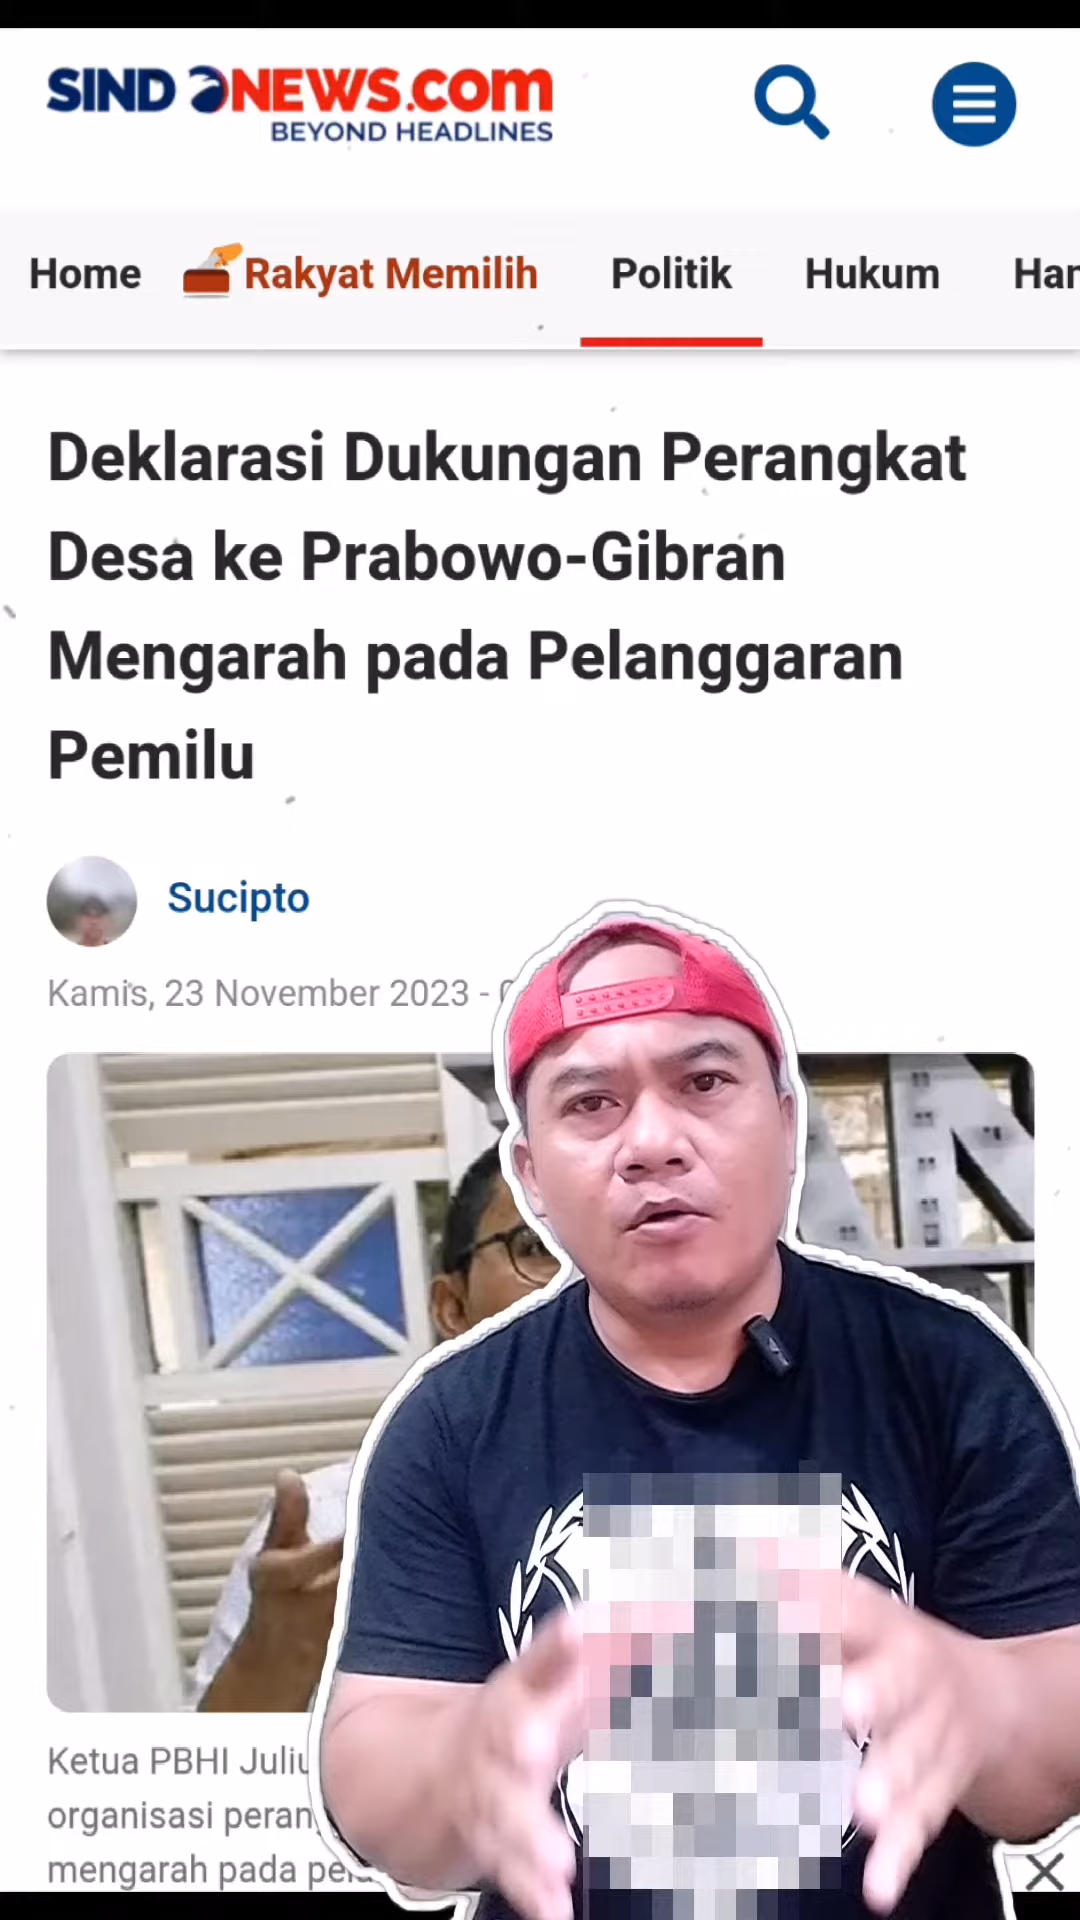 SINDONEWS.COM
BEYOND HEADLINES
Home Rakyat Memilih Politik Hukum
Deklarasi Dukungan Perangkat
Desa ke Prabowo-Gibran
Mengarah pada Pelanggaran
Pemilu
Sucipto
Kamis, 23 November 2023 -
Ketua PBHI
organisasi
mengarah pada